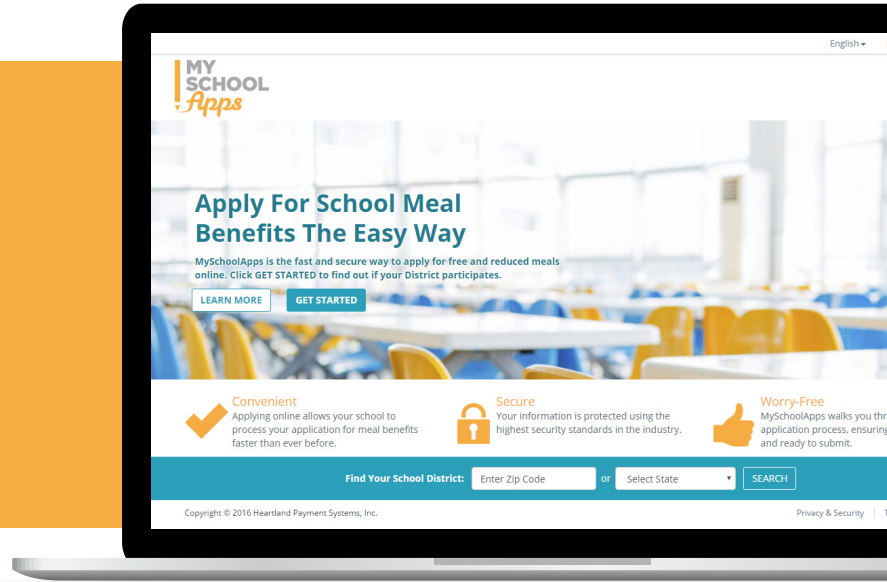 English
MY
SCHOOL
Apps
Apply For School Meal
Benefits The Easy Way
MySchoolApps is the fast and secure way to apply for free and reduced meals
online. Click GET STARTED to find out if your District participates.
LEARN MORE
GET STARTED
Convenient
Applying online allows your school to
process your application for meal benefits
faster than ever before.
Secure
Your information is protected using the
highest security standards in the industry.
Worry-Free
MySchoolApps walks you
application process, ensuring
and ready to submit.
Find Your School District: Enter Zip Code or Select State SEARCH
Copyright © 2016 Heartland Payment Systems, Inc.
Privacy & Security